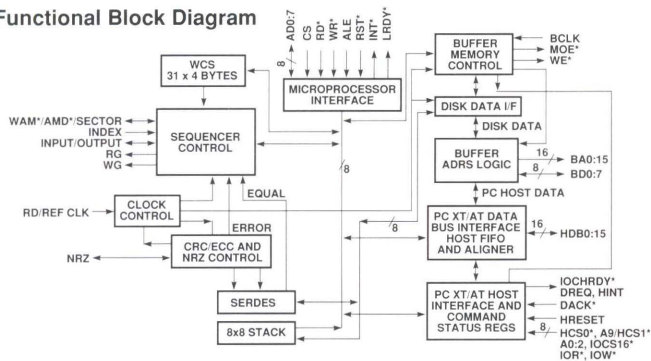 Functional Block Diagram
AD0:7
CS
RD*
WR*
ALE
RST*
INT*
LRDY*
8
WCS
31 x 4 BYTES
MICROPROCESSOR
INTERFACE
BUFFER
MEMORY
CONTROL
BCLK
MOE*
WE*
DISK DATA I/F
DISK DATA
WAM*/AMD*/SECTOR
INDEX
INPUT/OUTPUT
RG
WG
SEQUENCER
CONTROL
8
BUFFER
ADRS LOGIC
16
BA0:15
8
BD0:7
PC HOST DATA
EQUAL
RD/REF CLK
CLOCK
CONTROL
ERROR
8
PC XT/AT DATA
BUS INTERFACE
HOST FIFO
AND ALIGNER
16
HDB0:15
NRZ
CRC/ECC AND
NRZ CONTROL
SERDES
8x8 STACK
PC XT/AT HOST
INTERFACE AND
COMMAND
STATUS REGS
IOCHRDY*
DREQ, HINT
DACK*
HRESET
8
HCS0*, A9/HCS1*
A0:2, IOCS16*
IOR*, IOW*